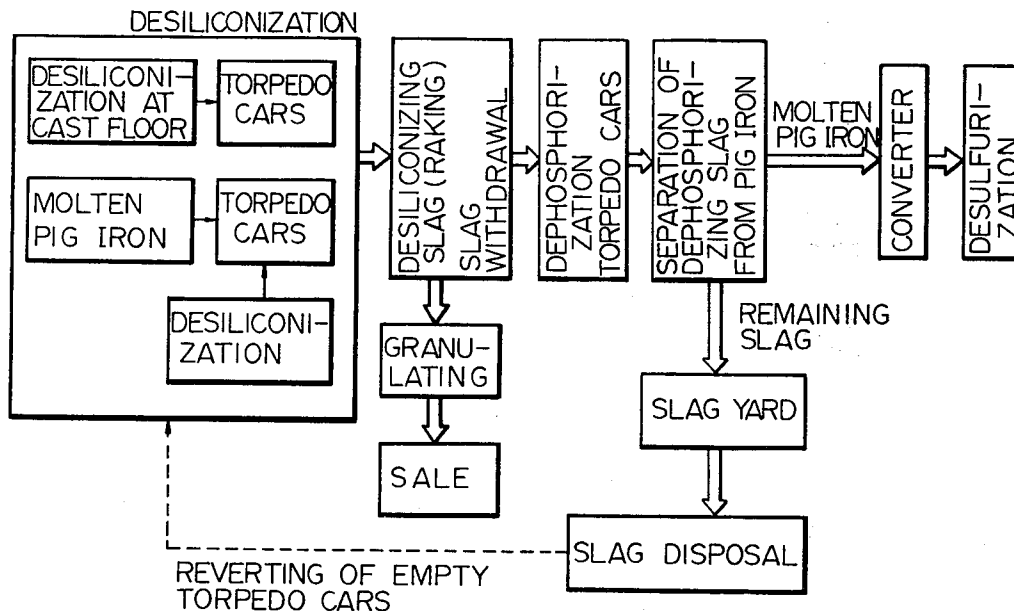 DESILICONIZATION
DESILICONI-
ZATION AT
CAST FLOOR
TORPEDO
CARS
MOLTEN
PIG IRON
TORPEDO
CARS
DESILICONI-
ZATION
DESILICONIZING
SLAG (RAKING)
SLAG
WITHDRAWAL
GRANU-
LATING
SALE
DEPHOSPHORI-
ZATION
TORPEDO CARS
SEPARATION OF
DEPHOSPHORI-
ZING SLAG
FROM PIG IRON
REMAINING
SLAG
SLAG YARD
SLAG DISPOSAL
REVERTING OF EMPTY
TORPEDO CARS
MOLTEN
PIG IRON
CONVERTER
DESULFURI-
ZATION